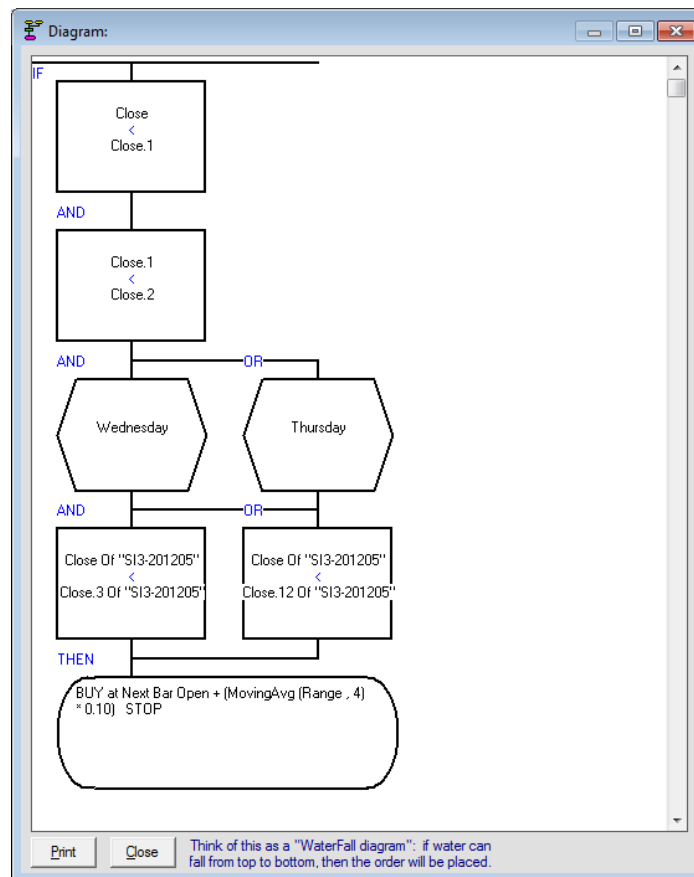 Diagram:
IF
Close
<
Close.1
AND
Close.1
<
Close.2
AND
OR
Wednesday
Thursday
AND
OR
Close Of "SI3-201205"
<
Close.3 Of "SI3-201205"
Close Of "SI3-201205"
<
Close.12 Of "SI3-201205"
THEN
BUY at Next Bar Open + (MovingAvg (Range , 4)
* 0.10) STOP
Print
Close
Think of this as a "WaterFall diagram": if water can
fall from top to bottom, then the order will be placed.